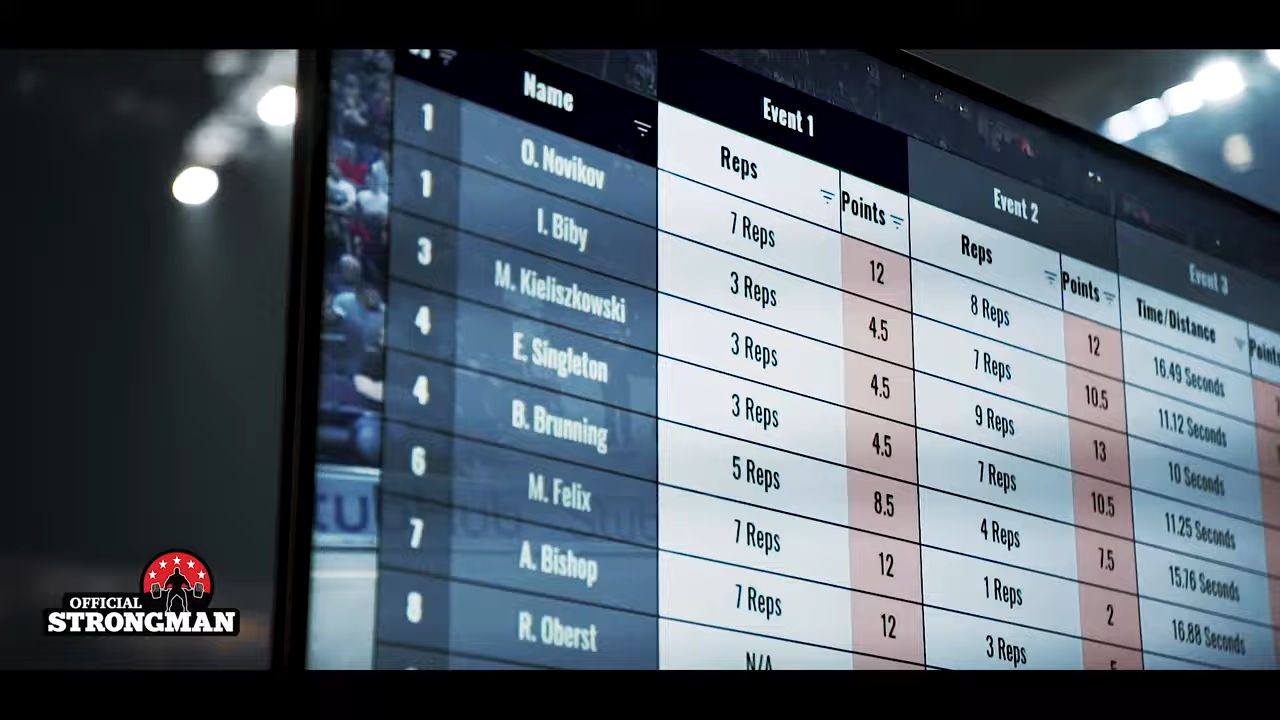 Name Event 1 Event 2 Event 3
Reps Points Reps Points Time/Distance Points
1 O. Novikov 7 Reps 12 8 Reps 12 16.49 Seconds
1 I. Biby 3 Reps 4.5 7 Reps 10.5 11.12 Seconds
3 M. Kieliszkowski 3 Reps 4.5 9 Reps 13 10 Seconds
4 E. Singleton 3 Reps 4.5 7 Reps 10.5 11.25 Seconds
4 B. Brunning 5 Reps 8.5 4 Reps 7.5 15.76 Seconds
6 M. Felix 7 Reps 12 1 Reps 2 16.88 Seconds
7 A. Bishop 7 Reps 12 3 Reps 5
8 R. Oberst N/A
OFFICIAL
STRONGMAN